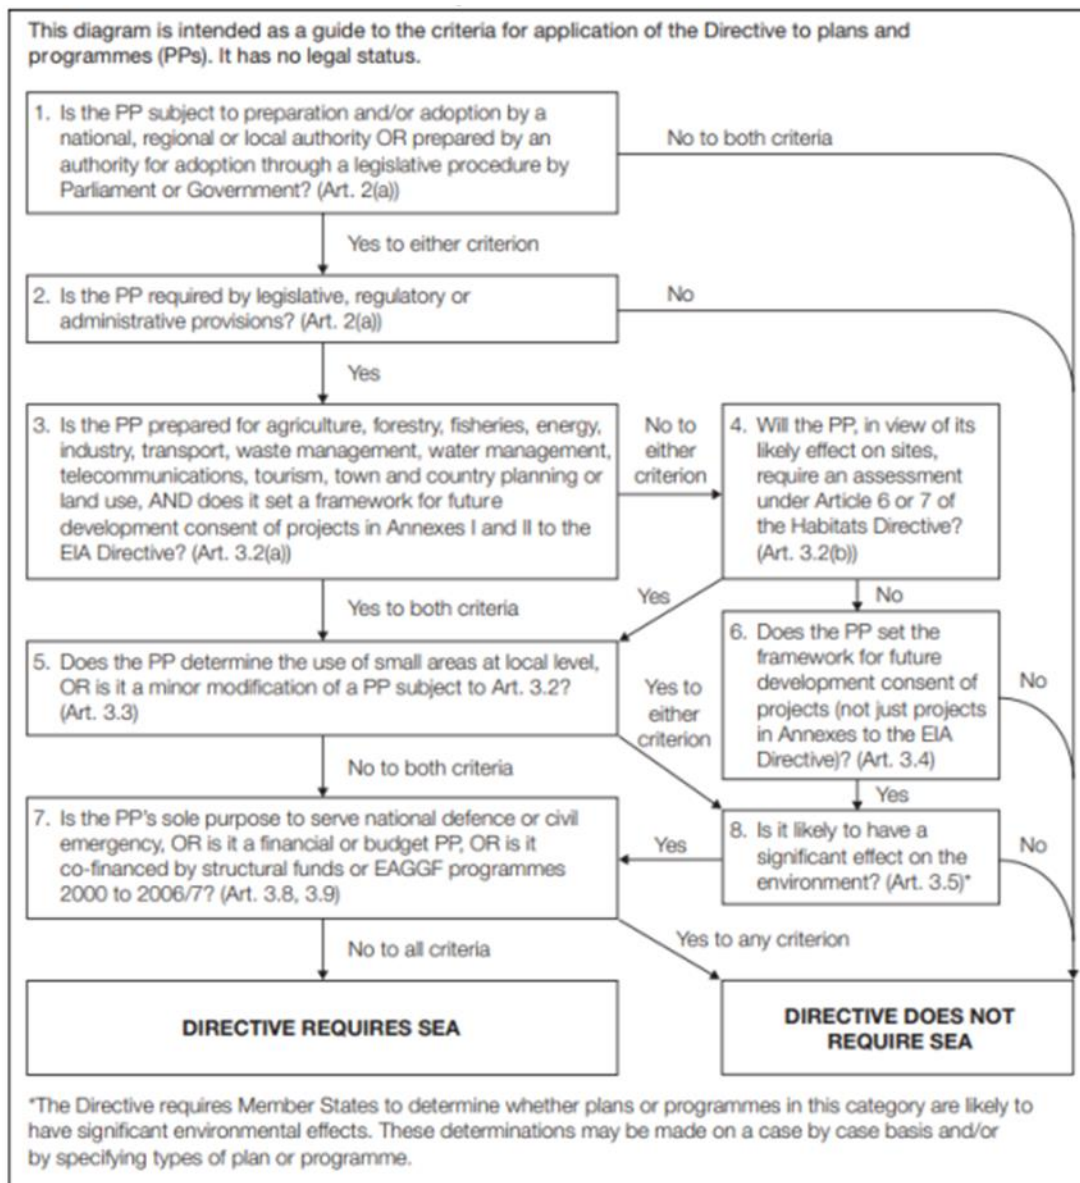 This diagram is intended as a guide to the criteria for application of the Directive to plans and
programmes (PPs). It has no legal status.
1. Is the PP subject to preparation and/or adoption by a
national, regional or local authority OR prepared by an
authority for adoption through a legislative procedure by
Parliament or Government? (Art. 2(a))
No to both criteria
Yes to either criterion
2. Is the PP required by legislative, regulatory or
administrative provisions? (Art. 2(a))
No
Yes
3. Is the PP prepared for agriculture, forestry, fisheries, energy,
industry, transport, waste management, water management,
telecommunications, tourism, town and country planning or
land use, AND does it set a framework for future
development consent of projects in Annexes I and II to the
EIA Directive? (Art. 3.2(a))
No to
either
criterion
4. Will the PP, in view of its
likely effect on sites,
require an assessment
under Article 6 or 7 of
the Habitats Directive?
(Art. 3.2(b))
Yes to both criteria
Yes
No
5. Does the PP determine the use of small areas at local level,
OR is it a minor modification of a PP subject to Art. 3.2?
(Art. 3.3)
Yes to
either
criterion
6. Does the PP set the
framework for future
development consent of
projects (not just projects
in Annexes to the EIA
Directive)? (Art. 3.4)
No
No to both criteria
Yes
7. Is the PP's sole purpose to serve national defence or civil
emergency, OR is it a financial or budget PP, OR is it
co-financed by structural funds or EAGGF programmes
2000 to 2006/7? (Art. 3.8, 3.9)
Yes
8. Is it likely to have a
significant effect on the
environment? (Art. 3.5)*
No
No to all criteria
Yes to any criterion
DIRECTIVE REQUIRES SEA
DIRECTIVE DOES NOT
REQUIRE SEA
*The Directive requires Member States to determine whether plans or programmes in this category are likely to
have significant environmental effects. These determinations may be made on a case by case basis and/or
by specifying types of plan or programme.